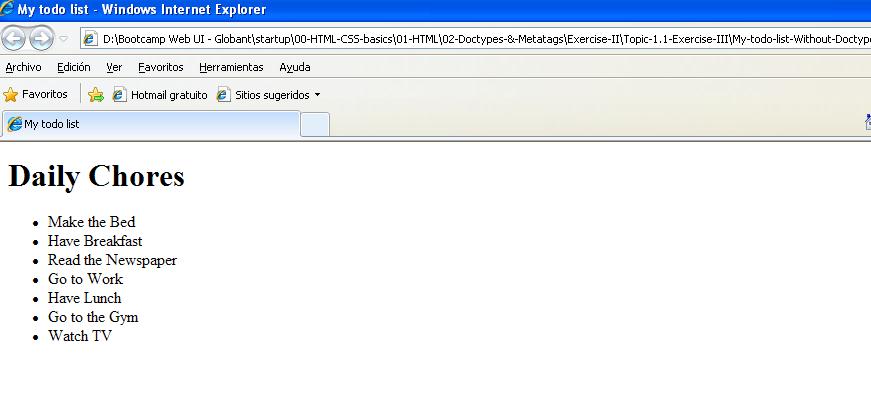 My todo list - Windows Internet Explorer
D:\Bootcamp Web UI - Globant\startup\00-HTML-CSS-basics\01-HTML\02-Doctypes-&-Metatags\Exercise-II\Topic-1.1-Exercise-III\My-todo-list-Without-Doctype
Archivo Edición Ver Favoritos Herramientas Ayuda
Favoritos Hotmail gratuito Sitios sugeridos
My todo list
Daily Chores
• Make the Bed
• Have Breakfast
• Read the Newspaper
• Go to Work
• Have Lunch
• Go to the Gym
• Watch TV